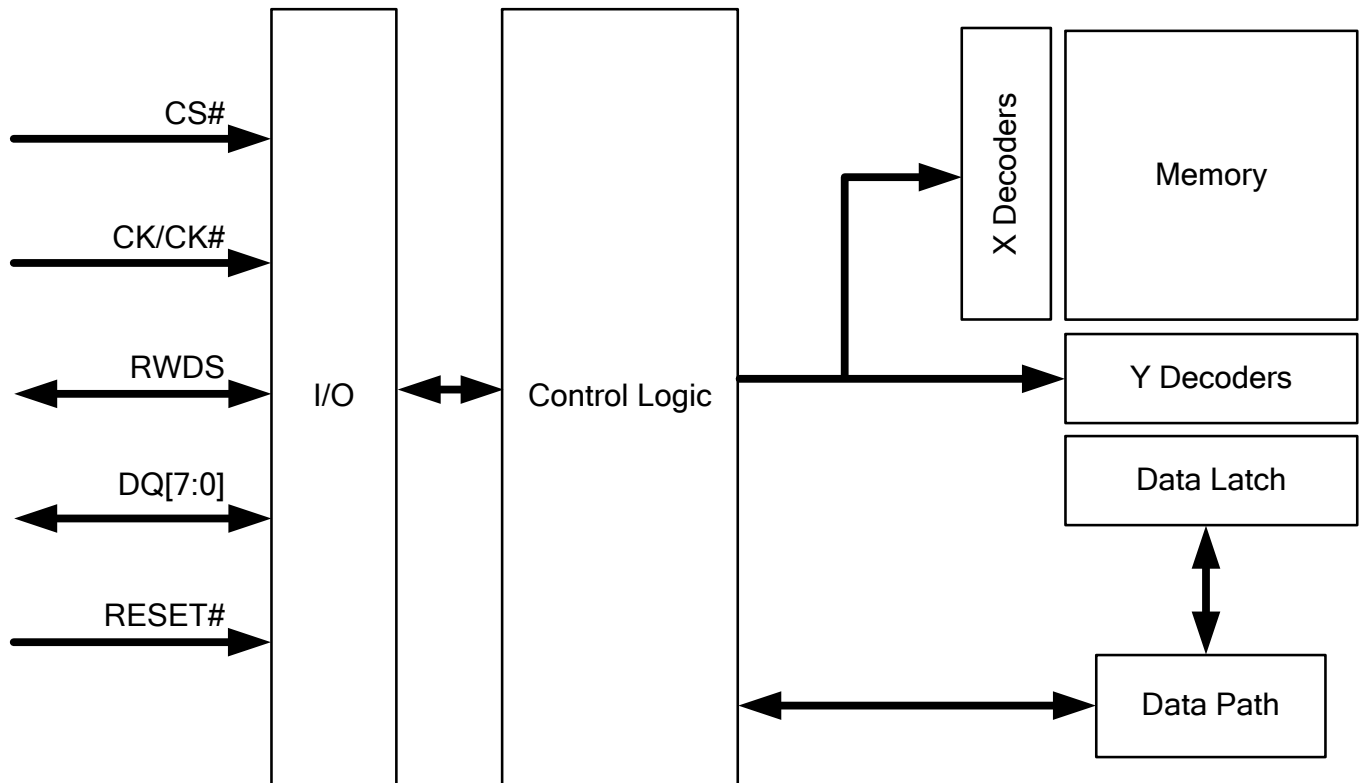 CS#
CK/CK#
RWDS
DQ[7:0]
RESET#
I/O
Control Logic
X Decoders
Memory
Y Decoders
Data Latch
Data Path